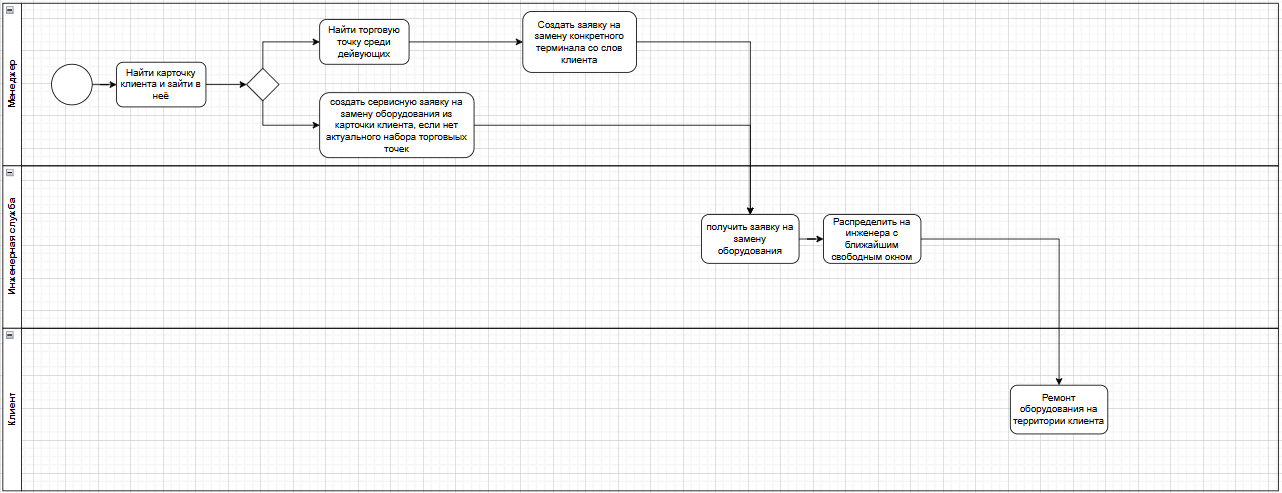 Менеджер
Найти карточку
клиента и зайти в
неё
Найти торговую
точку среди
дейвующих
Создать заявку на
замену конкретного
терминала со слов
клиента
создать сервисную заявку на
замену оборудования из
карточки клиента, если нет
актуального набора торговыых
точек
Инженерная служба
получить заявку на
замену
оборудования
Распределить на
инженера с
ближайшим
свободным окном
Клиент
Ремонт
оборудования на
территории клиента